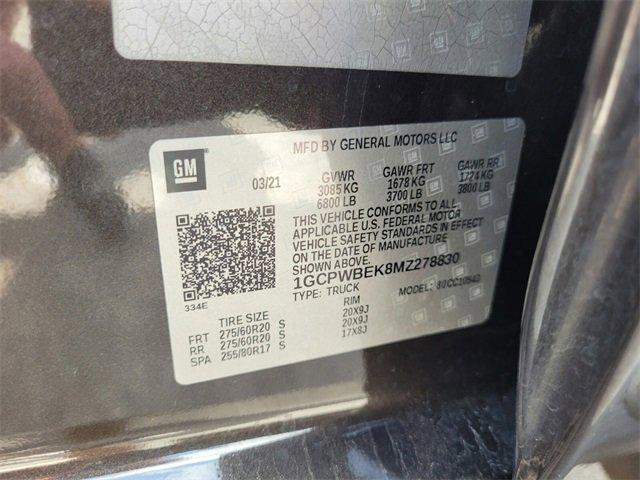 GM
MFD BY GENERAL MOTORS LLC
03/21
GVWR GAWR FRT GAWR RR
3085 KG 1678 KG 1724 KG
6800 LB 3700 LB 3800 LB
THIS VEHICLE CONFORMS TO ALL
APPLICABLE U.S. FEDERAL MOTOR
VEHICLE SAFETY STANDARDS IN
EFFECT ON THE DATE OF MANUFACTURE
SHOWN ABOVE.
1GCPWBEK8MZ278830
TYPE: TRUCK MODEL: 80CC10543
334E
TIRE SIZE RIM
FRT 275/60R20 S 20X9J
RR 275/60R20 S 20X9J
SPA 255/80R17 S 17X8J